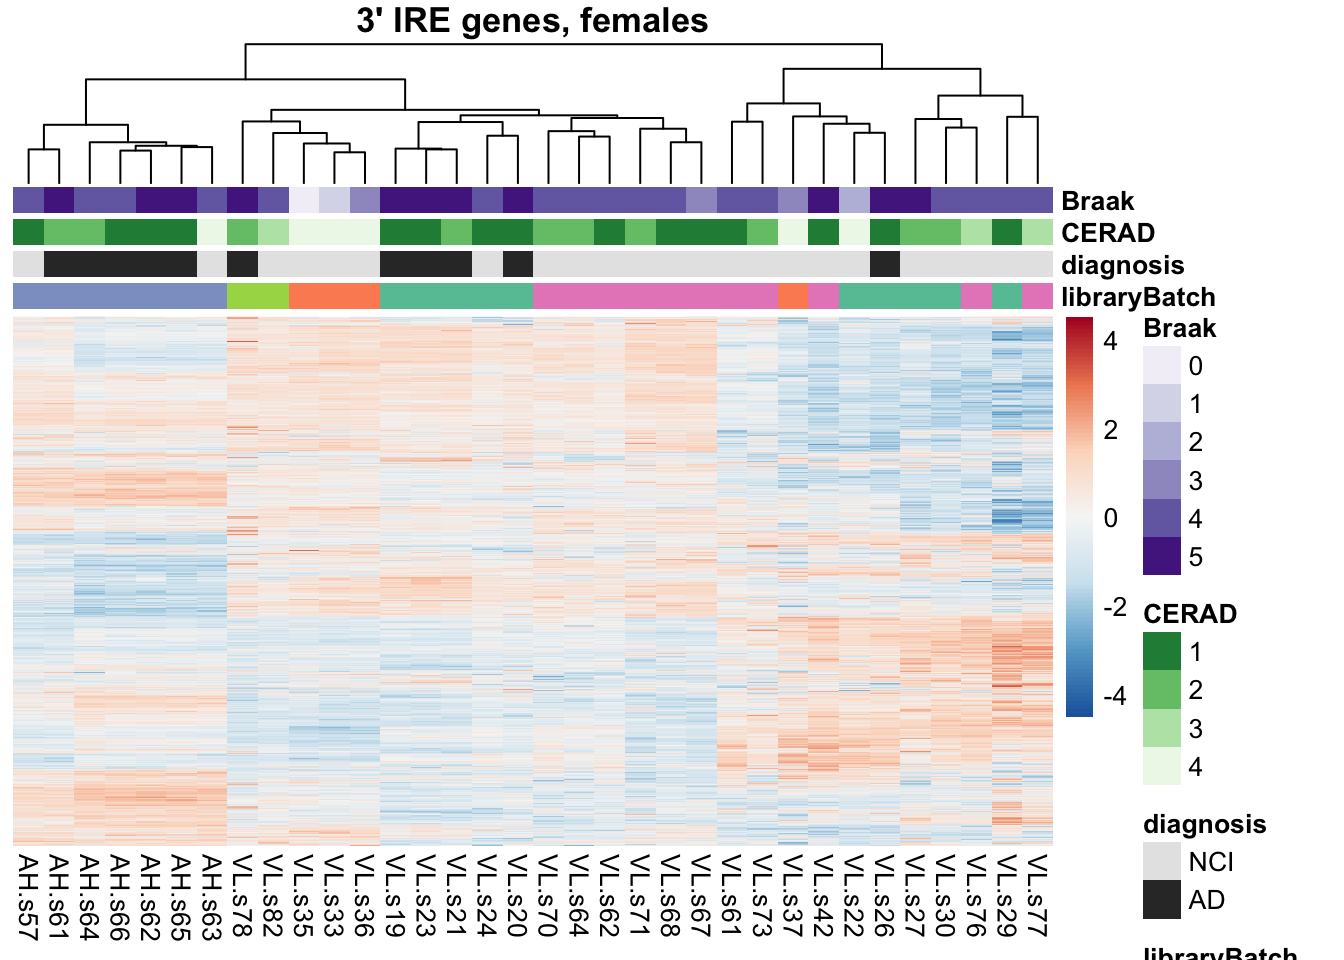 3' IRE genes, females
Braak
CERAD
diagnosis
libraryBatch
4
2
0
-2
-4
Braak
0
1
2
3
4
5
CERAD
1
2
3
4
diagnosis
NCI
AD
libraryBatch
AH.s57
AH.s61
AH.s64
AH.s66
AH.s62
AH.s65
AH.s63
VL.s78
VL.s82
VL.s35
VL.s33
VL.s36
VL.s19
VL.s23
VL.s21
VL.s24
VL.s20
VL.s70
VL.s64
VL.s62
VL.s71
VL.s68
VL.s67
VL.s61
VL.s73
VL.s37
VL.s42
VL.s22
VL.s26
VL.s27
VL.s30
VL.s76
VL.s29
VL.s77